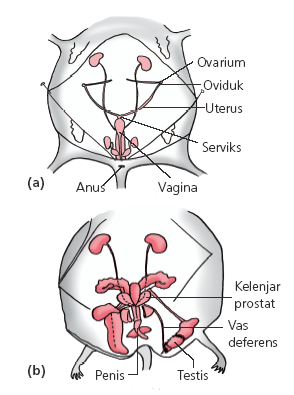 Ovarium
Oviduk
Uterus
Serviks
(a)
Anus
Vagina
Kelenjar
prostat
Vas
deferens
(b)
Penis
Testis